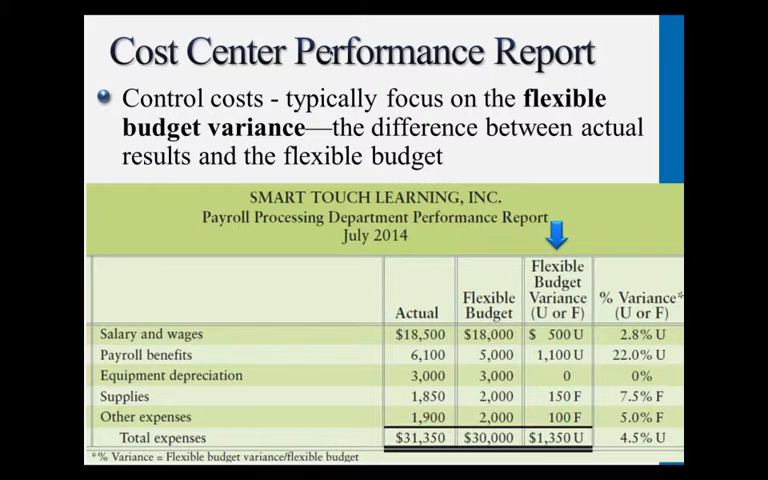 Cost Center Performance Report
Control costs - typically focus on the flexible
budget variance—the difference between actual
results and the flexible budget
SMART TOUCH LEARNING, INC.
Payroll Processing Department Performance Report
July 2014
Actual Flexible Budget Flexible Budget Variance (U or F) % Variance* (U or F)
Salary and wages $18,500 $18,000 $ 500 U 2.8% U
Payroll benefits 6,100 5,000 1,100 U 22.0% U
Equipment depreciation 3,000 3,000 0 0%
Supplies 1,850 2,000 150 F 7.5% F
Other expenses 1,900 2,000 100 F 5.0% F
Total expenses $31,350 $30,000 $1,350 U 4.5% U
*% Variance = Flexible budget variance/flexible budget